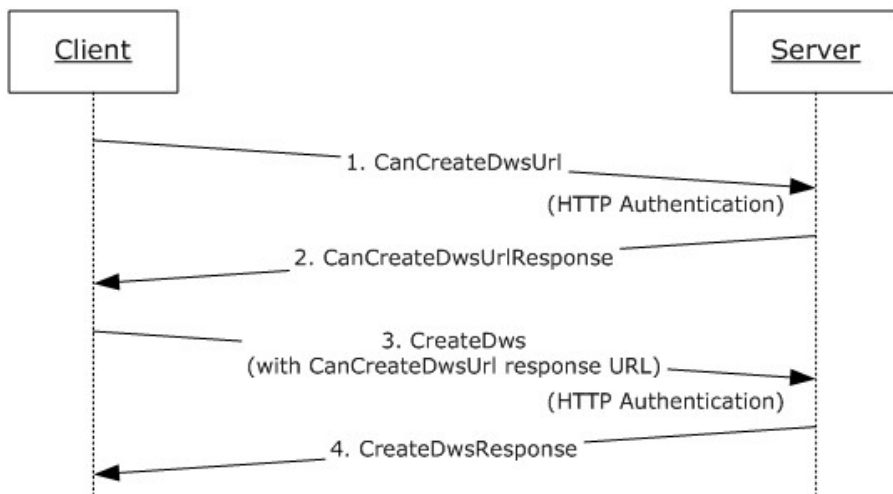 Client
Server
1. CanCreateDwsUrl
(HTTP Authentication)
2. CanCreateDwsUrlResponse
3. CreateDws
(with CanCreateDwsUrl response URL)
(HTTP Authentication)
4. CreateDwsResponse